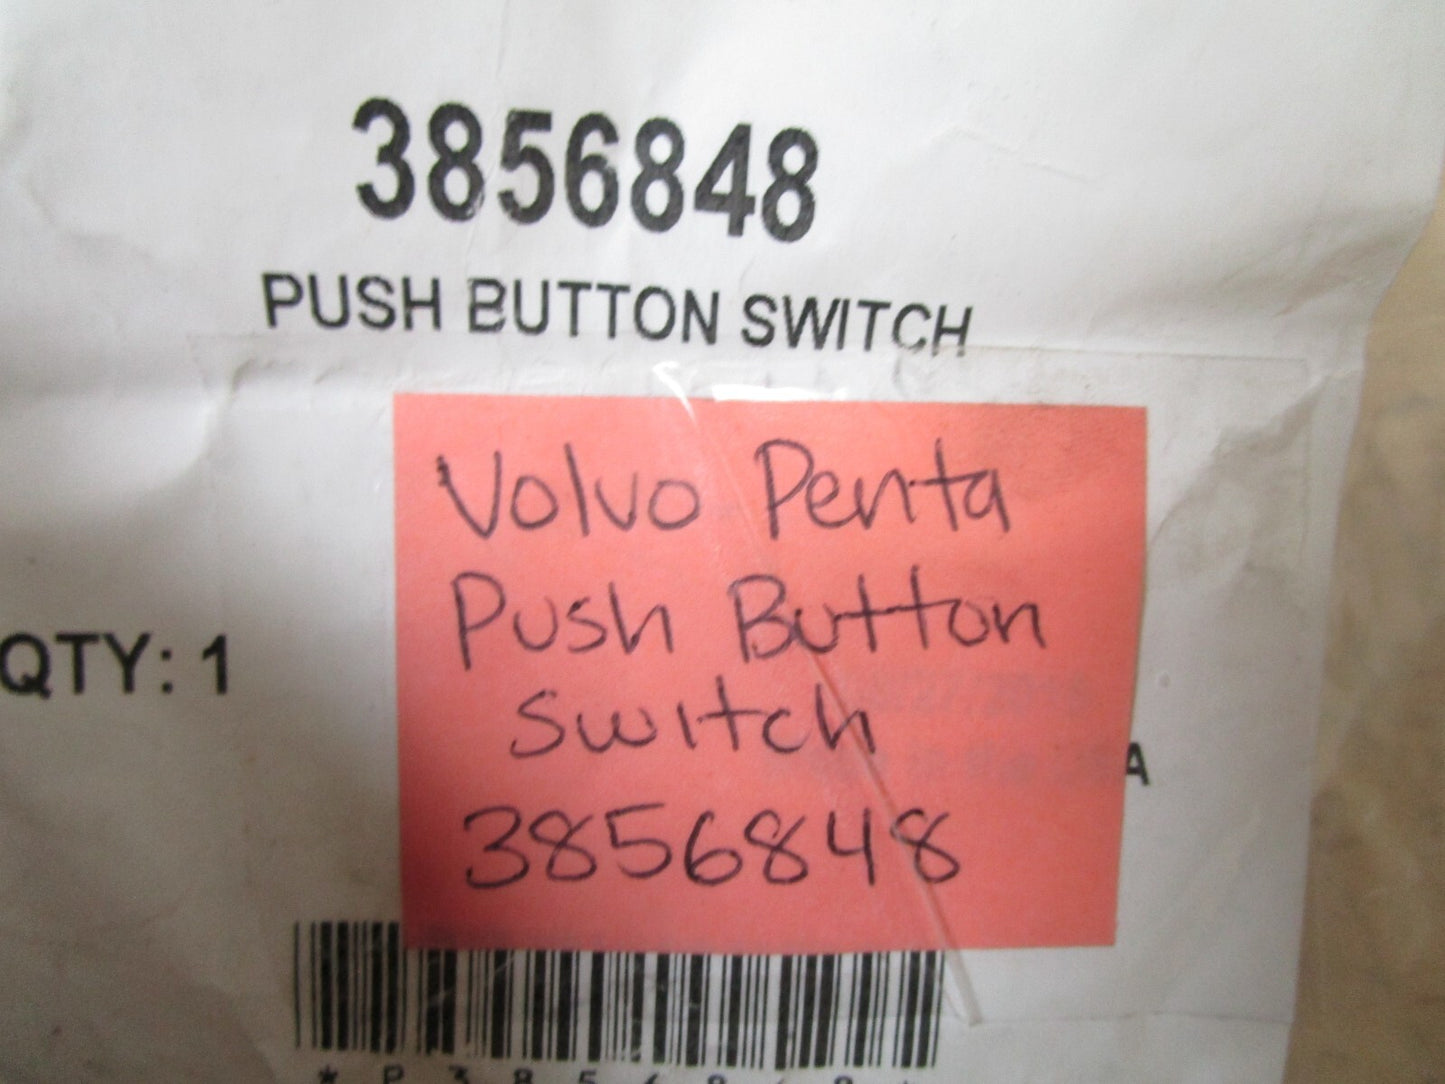 3856848
PUSH BUTTON SWITCH
Volvo Penta
Push Button
Switch
3856848
QTY: 1
A